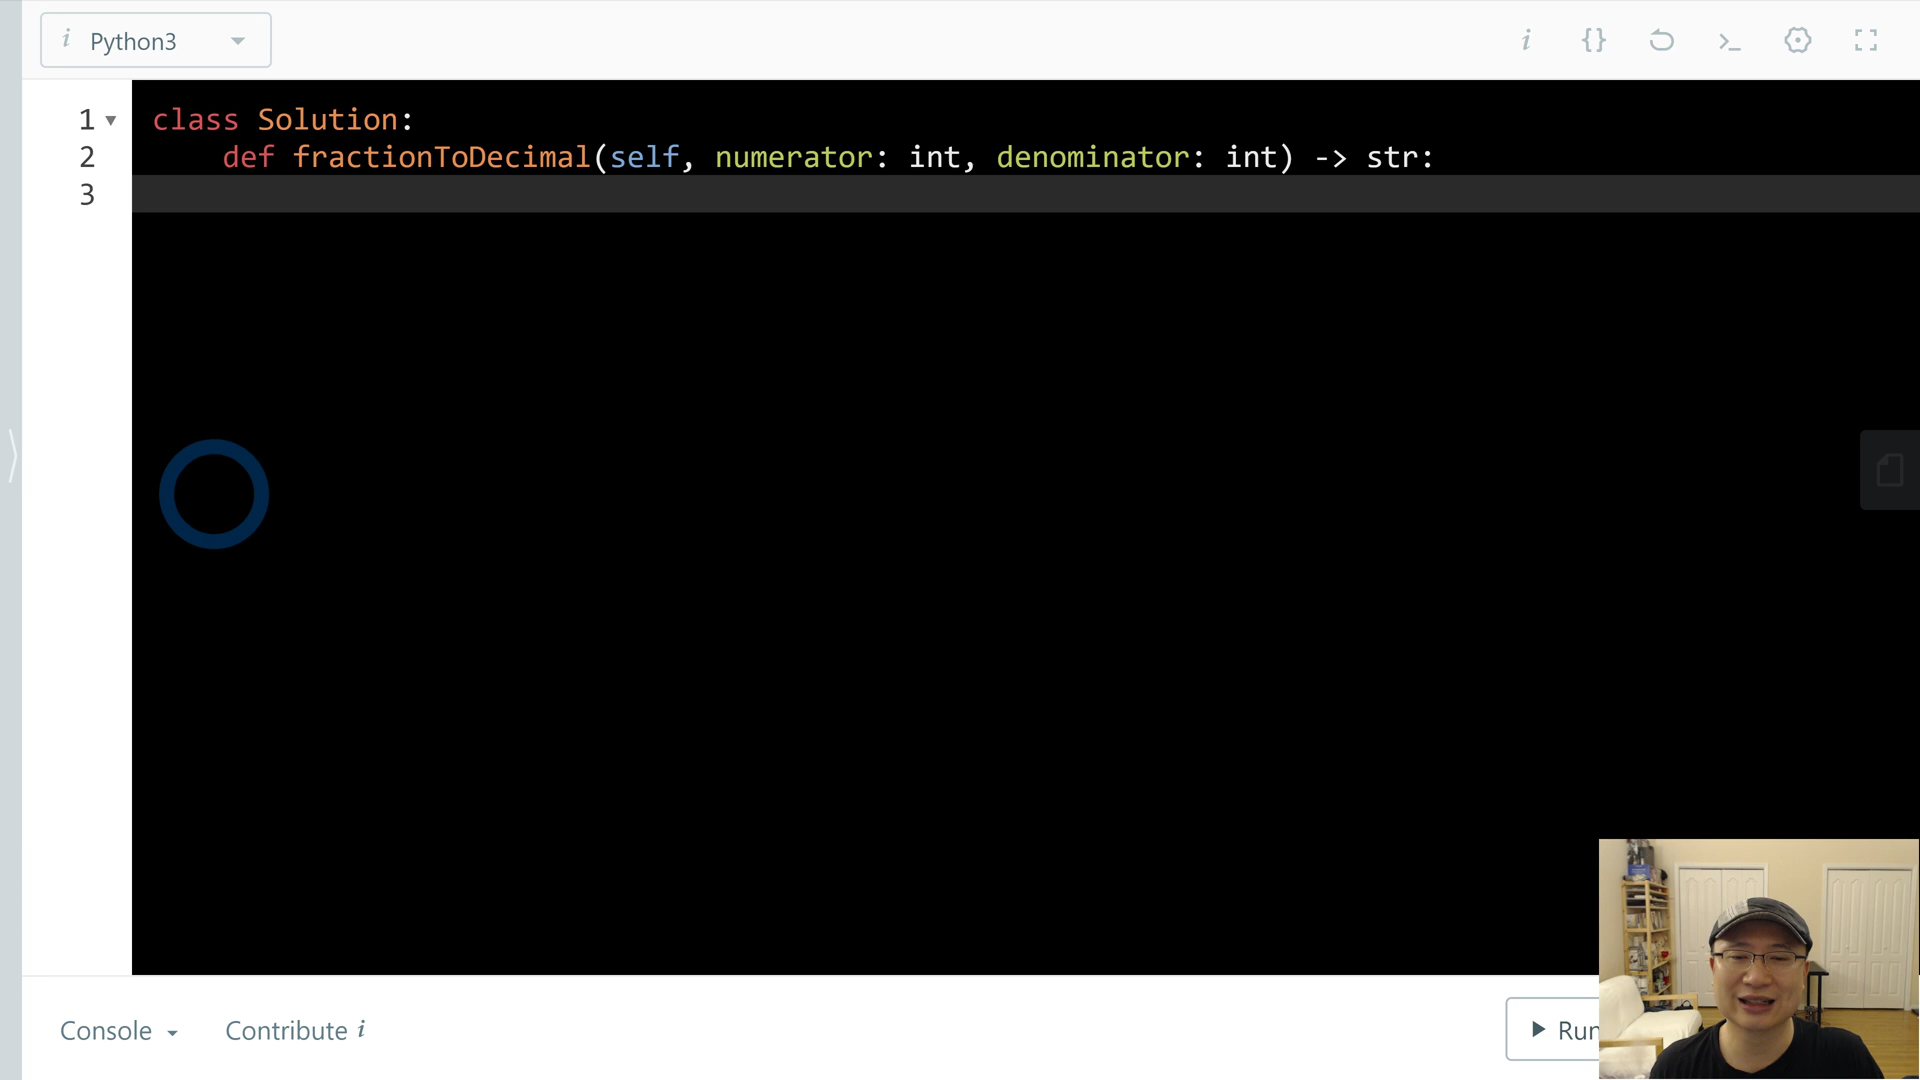 i Python3
i {} >_
1 class Solution:
2 def fractionToDecimal(self, numerator: int, denominator: int) -> str:
3
Console Contribute i Run